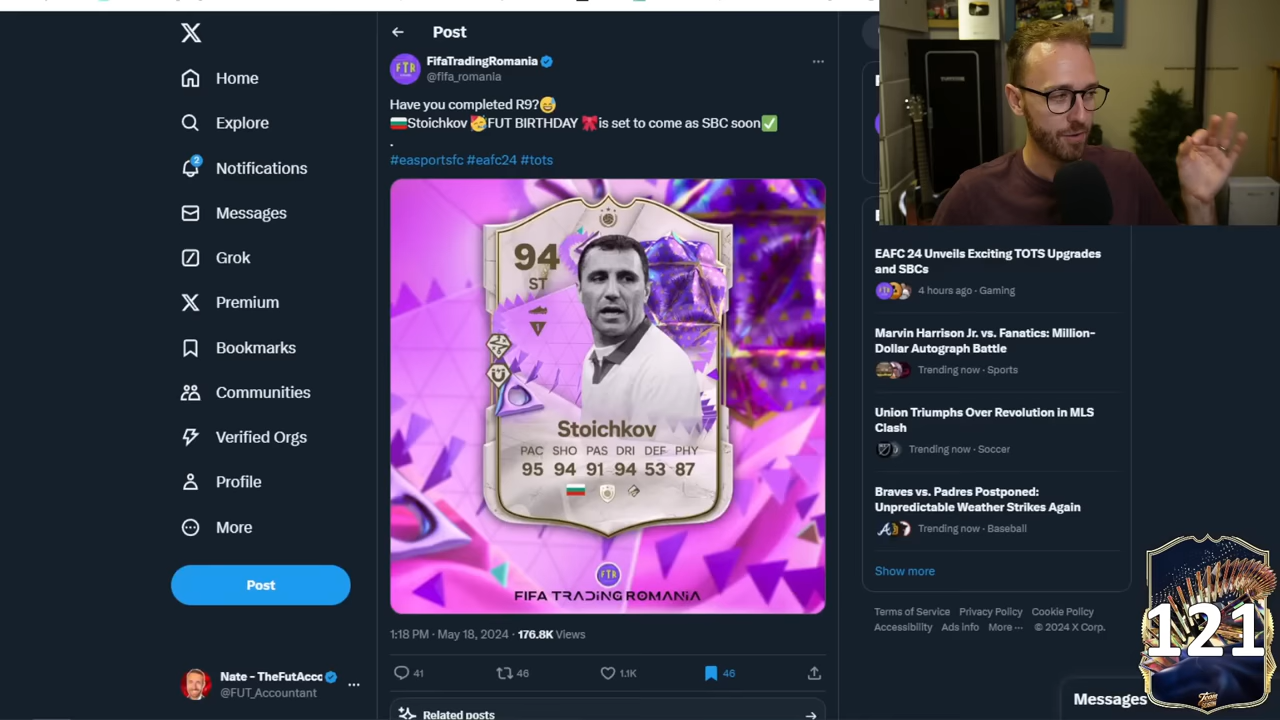 Post
FifaTradingRomania
@fifa_romania
Have you completed R9?😅
🇧🇬Stoichkov 🥳FUT BIRTHDAY 🎀is set to come as SBC soon✅
.
#easportsfc #eafc24 #tots
FTR
94
ST
Stoichkov
PAC SHO PAS DRI DEF PHY
95 94 91 94 53 87
FTR
FIFA TRADING ROMANIA
1:18 PM · May 18, 2024 · 176.8K Views
41
46
1.1K
46
Related posts
Home
Explore
2
Notifications
Messages
Grok
Premium
Bookmarks
Communities
Verified Orgs
Profile
More
Post
Nate - TheFutAccc
@FUT_Accountant
EAFC 24 Unveils Exciting TOTS Upgrades
and SBCs
4 hours ago · Gaming
Marvin Harrison Jr. vs. Fanatics: Million-
Dollar Autograph Battle
Trending now · Sports
Union Triumphs Over Revolution in MLS
Clash
Trending now · Soccer
Braves vs. Padres Postponed:
Unpredictable Weather Strikes Again
Trending now · Baseball
Show more
Terms of Service Privacy Policy Cookie Policy
Accessibility Ads info More ··· © 2024 X Corp.
Messages
121